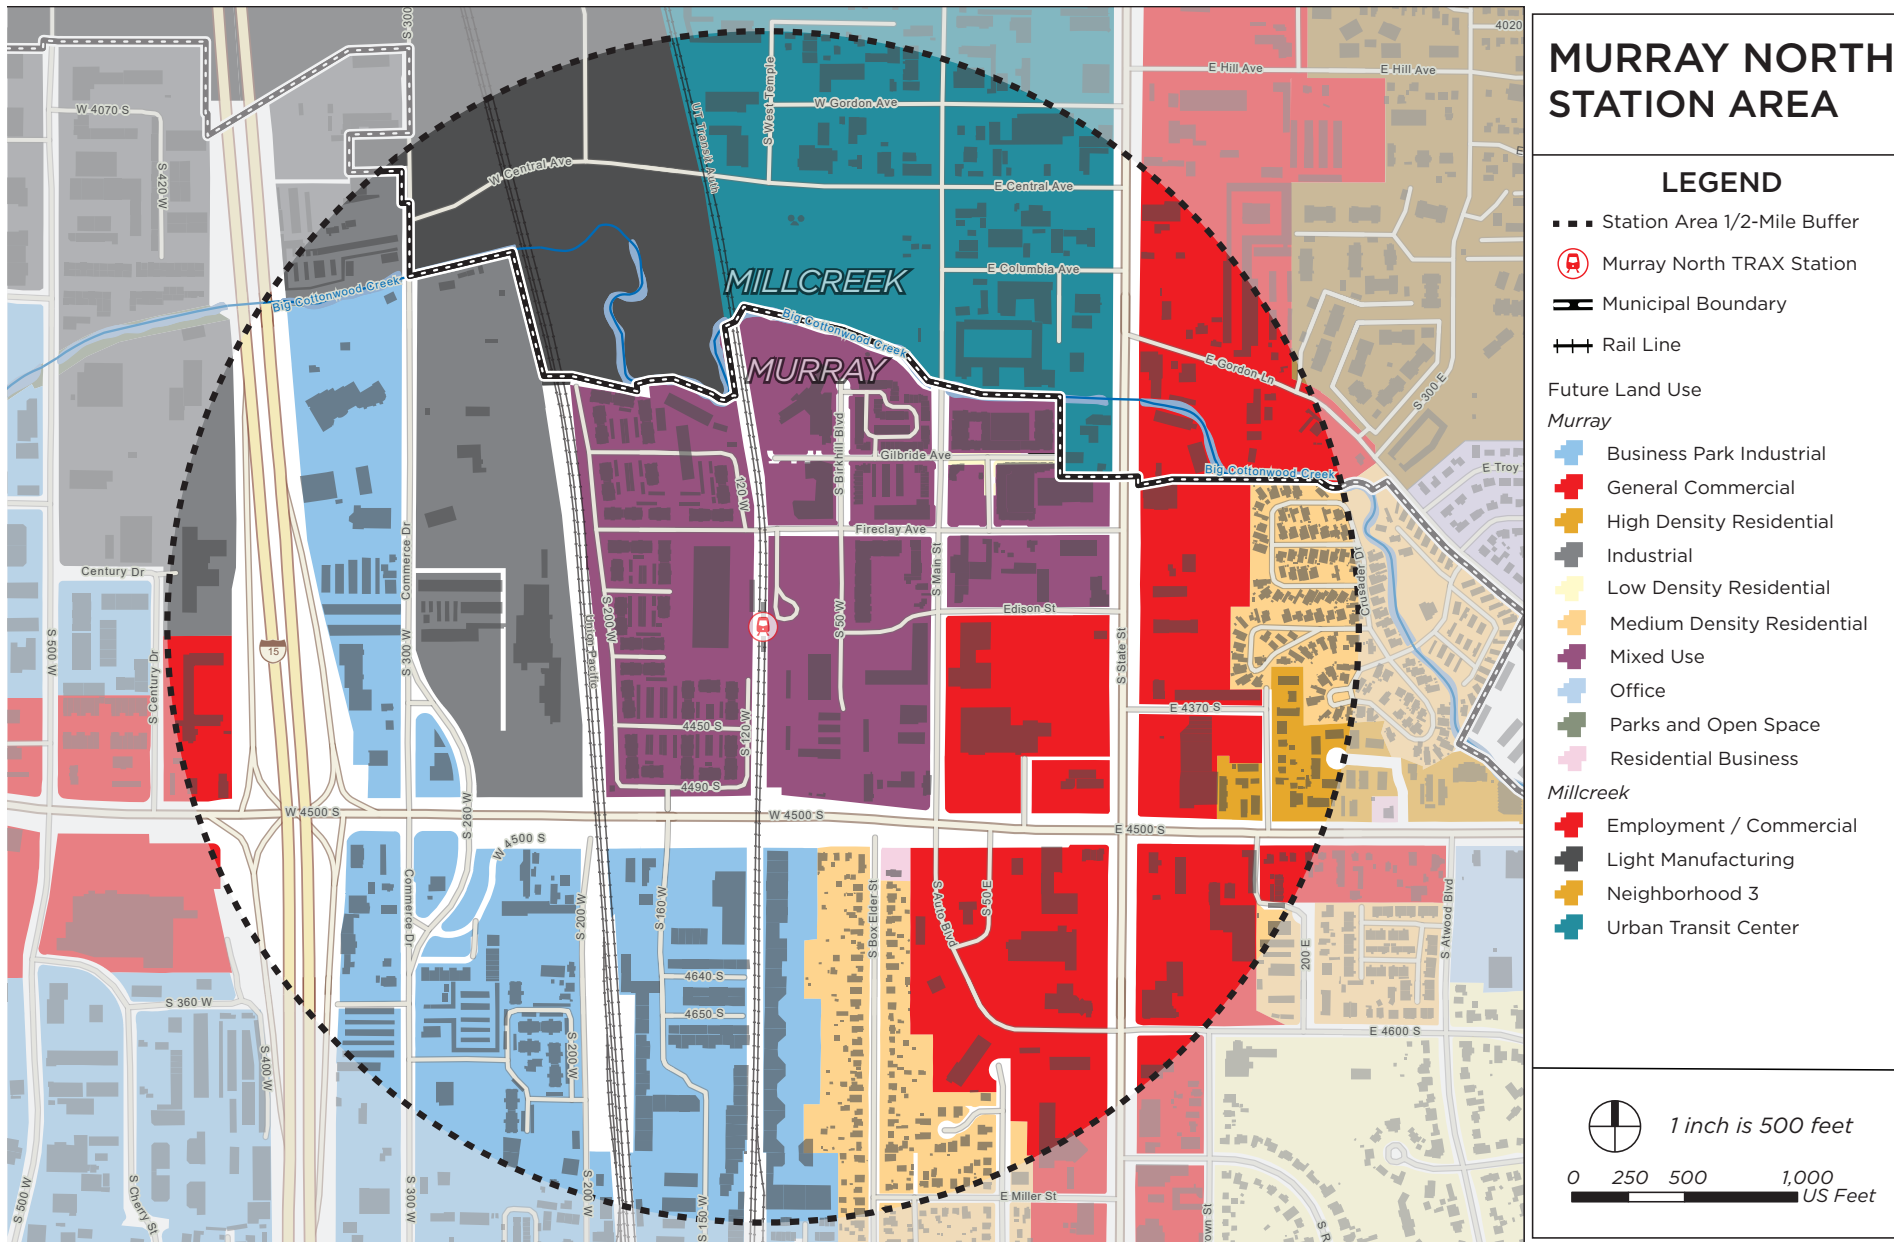 MURRAY NORTH
STATION AREA
LEGEND
Station Area 1/2-Mile Buffer
Murray North TRAX Station
Municipal Boundary
Rail Line
Future Land Use
Murray
Business Park Industrial
General Commercial
High Density Residential
Industrial
Low Density Residential
Medium Density Residential
Mixed Use
Office
Parks and Open Space
Residential Business
Millcreek
Employment / Commercial
Light Manufacturing
Neighborhood 3
Urban Transit Center
1 inch is 500 feet
0 250 500 1,000
US Feet
S 300
4020
E Hill Ave
E Hill Ave
W 4070 S
S West Temple
W Gordon Ave
UT Transit Auth
S 420 W
W Central Ave
E Central Ave
E
MILLCREEK
E Columbia Ave
Big Cottonwood Creek
Big Cottonwood Creek
MURRAY
E Gordon Ln
S 300 E
S Birkhill Blvd
Gilbride Ave
Big Cottonwood Creek
E Troy
120 W
Fireclay Ave
Commerce Dr
S Main St
Century Dr
Crusader Dr
S 200 W
S 50 W
Edison St
S 500 W
15
S 300 W
Union Pacific
S State St
S Century Dr
4450 S
S 120 W
E 4370 S
4490 S
W 4500 S
W 4500 S
E 4500 S
S 260 W
W 4500 S
Commerce Dr
S 200 W
S 160 W
S Box Elder St
S Auto Blvd
S 50 E
S Atwood Blvd
200 E
4640 S
S 360 W
4650 S
E 4600 S
S 400 W
S 200 W
S 500 W
S Cherry St
S 300 W
S 200 W
S 150 W
E Miller St
own St
S R